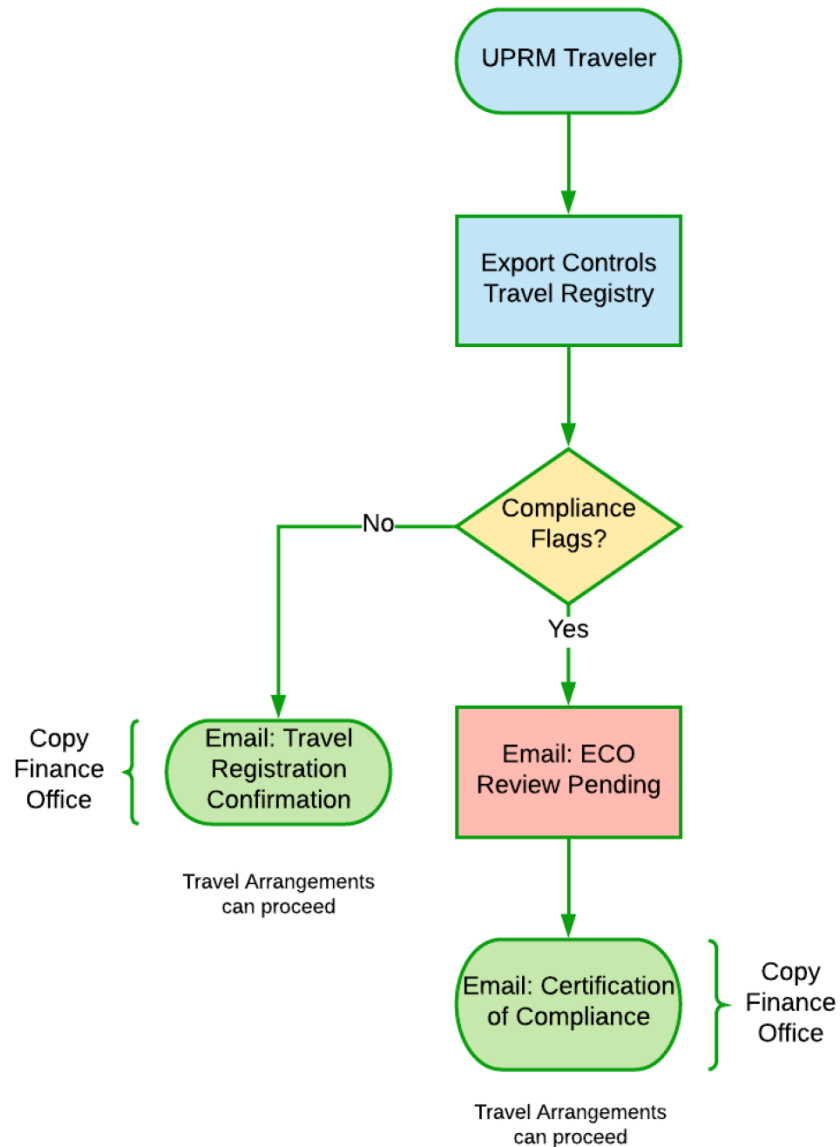 UPRM Traveler
Export Controls
Travel Registry
Compliance
Flags?
No
Yes
Copy
Finance
Office
Email: Travel
Registration
Confirmation
Email: ECO
Review Pending
Travel Arrangements
can proceed
Email: Certification
of Compliance
Copy
Finance
Office
Travel Arrangements
can proceed